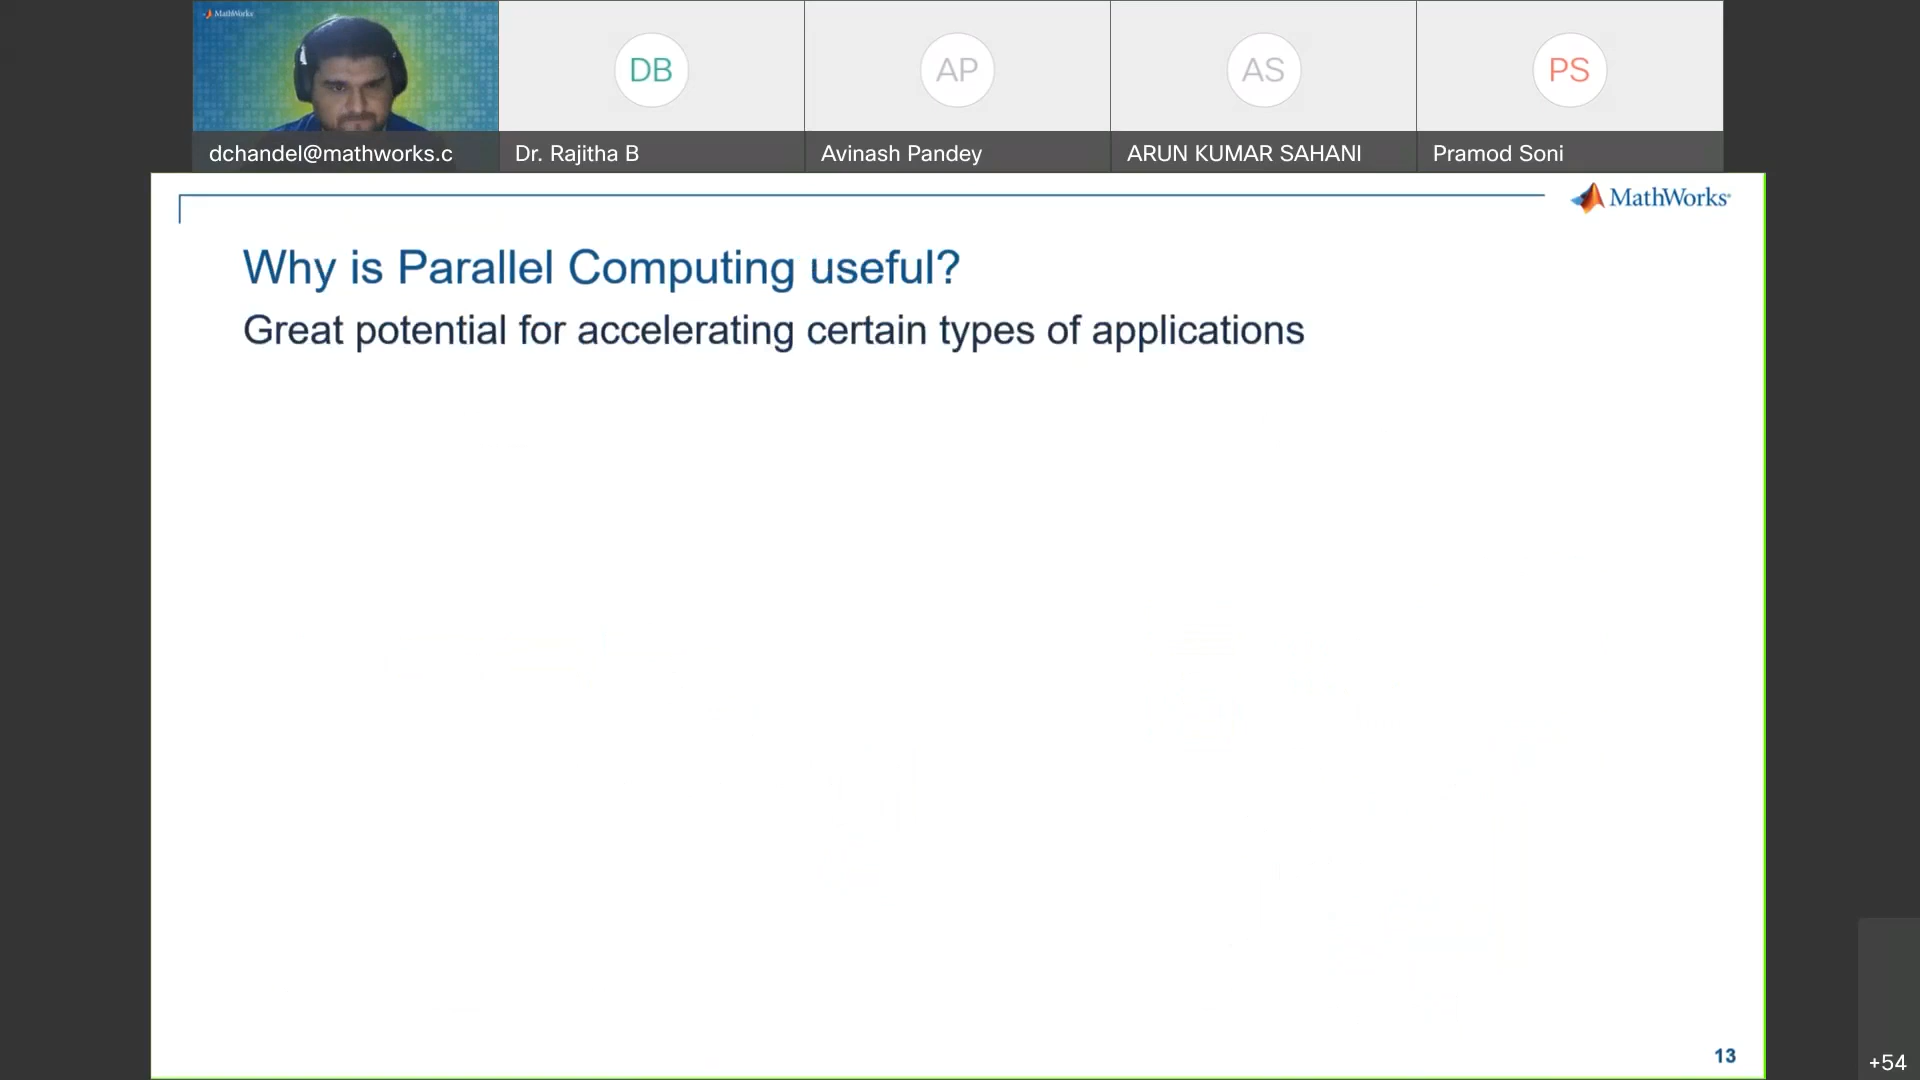 MathWorks
DB
AP
AS
PS
dchandel@mathworks.c
Dr. Rajitha B
Avinash Pandey
ARUN KUMAR SAHANI
Pramod Soni
MathWorks®
Why is Parallel Computing useful?
Great potential for accelerating certain types of applications
13
+54